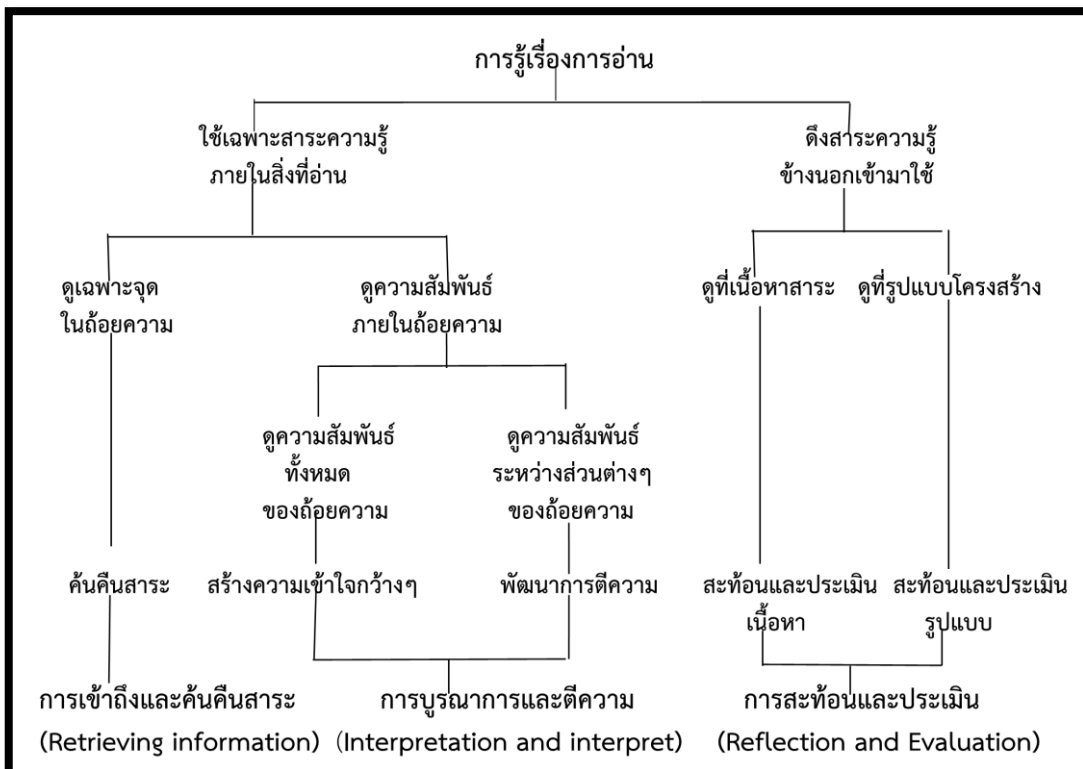 การรู้เรื่องการอ่าน
ใช้เฉพาะสาระความรู้
ภายในสิ่งที่อ่าน
ดึงสาระความรู้
ข้างนอกเข้ามาใช้
ดูเฉพาะจุด
ในถ้อยความ
ดูความสัมพันธ์
ภายในถ้อยความ
ดูที่เนื้อหาสาระ
ดูที่รูปแบบโครงสร้าง
ดูความสัมพันธ์
ทั้งหมด
ของถ้อยความ
ดูความสัมพันธ์
ระหว่างส่วนต่างๆ
ของถ้อยความ
ค้นคืนสาระ
สร้างความเข้าใจกว้างๆ
พัฒนาการตีความ
สะท้อนและประเมิน
เนื้อหา
สะท้อนและประเมิน
รูปแบบ
การเข้าถึงและค้นคืนสาระ
(Retrieving information)
การบูรณาการและตีความ
(Interpretation and interpret)
การสะท้อนและประเมิน
(Reflection and Evaluation)